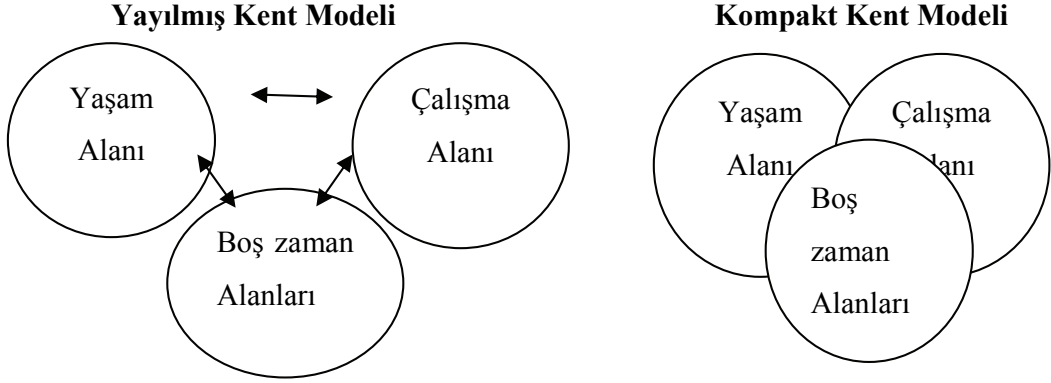 Yayılmış Kent Modeli
Yaşam
Alanı
Çalışma
Alanı
Boş zaman
Alanları
Kompakt Kent Modeli
Yaşam
Alanı
Çalışma
lanı
Boş
zaman
Alanları